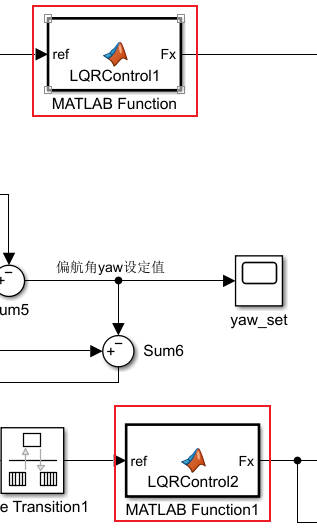 ref
Fx
LQRControl1
MATLAB Function
偏航角yaw设定值
um5
yaw_set
Sum6
ref
Fx
LQRControl2
e Transition1
MATLAB Function1